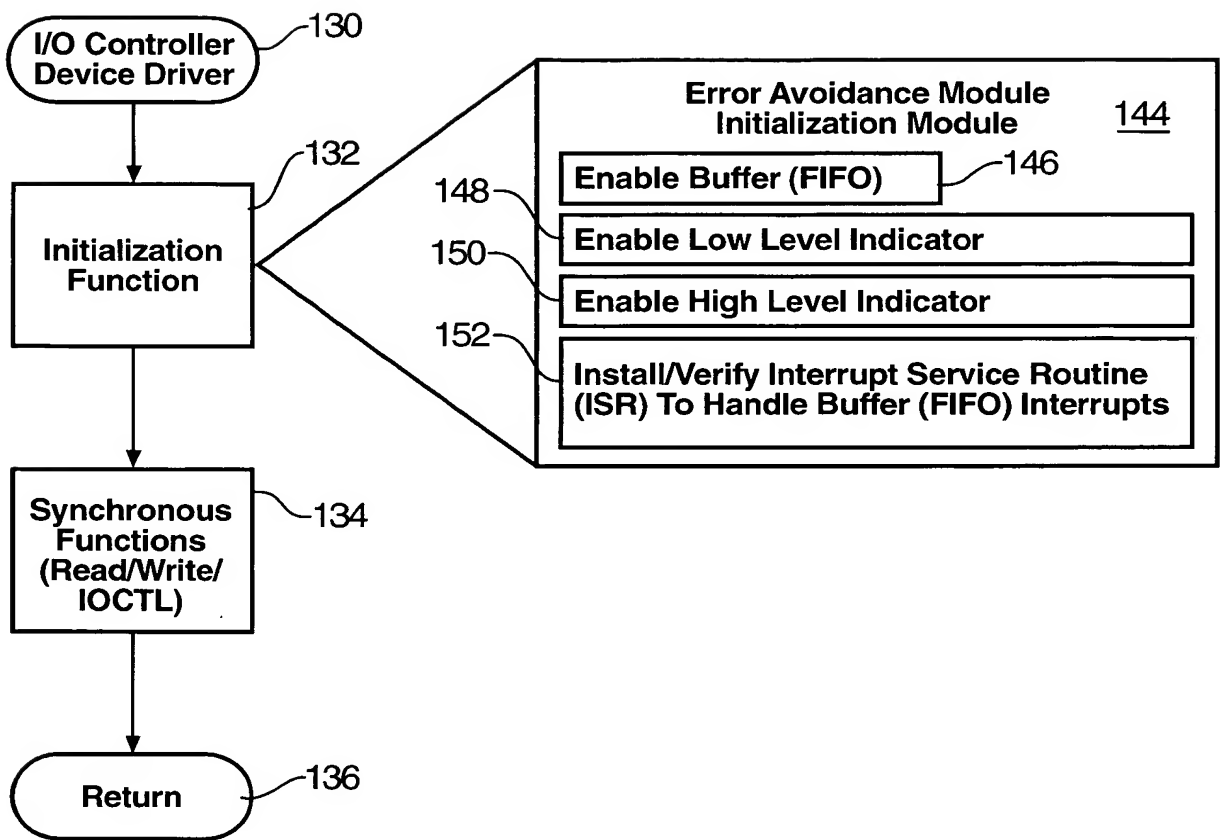 I/O Controller
Device Driver
130
Initialization
Function
132
Synchronous
Functions
(Read/Write/
IOCTL)
134
Return
136
Error Avoidance Module
Initialization Module
144
Enable Buffer (FIFO)
146
148
Enable Low Level Indicator
150
Enable High Level Indicator
152
Install/Verify Interrupt Service Routine
(ISR) To Handle Buffer (FIFO) Interrupts